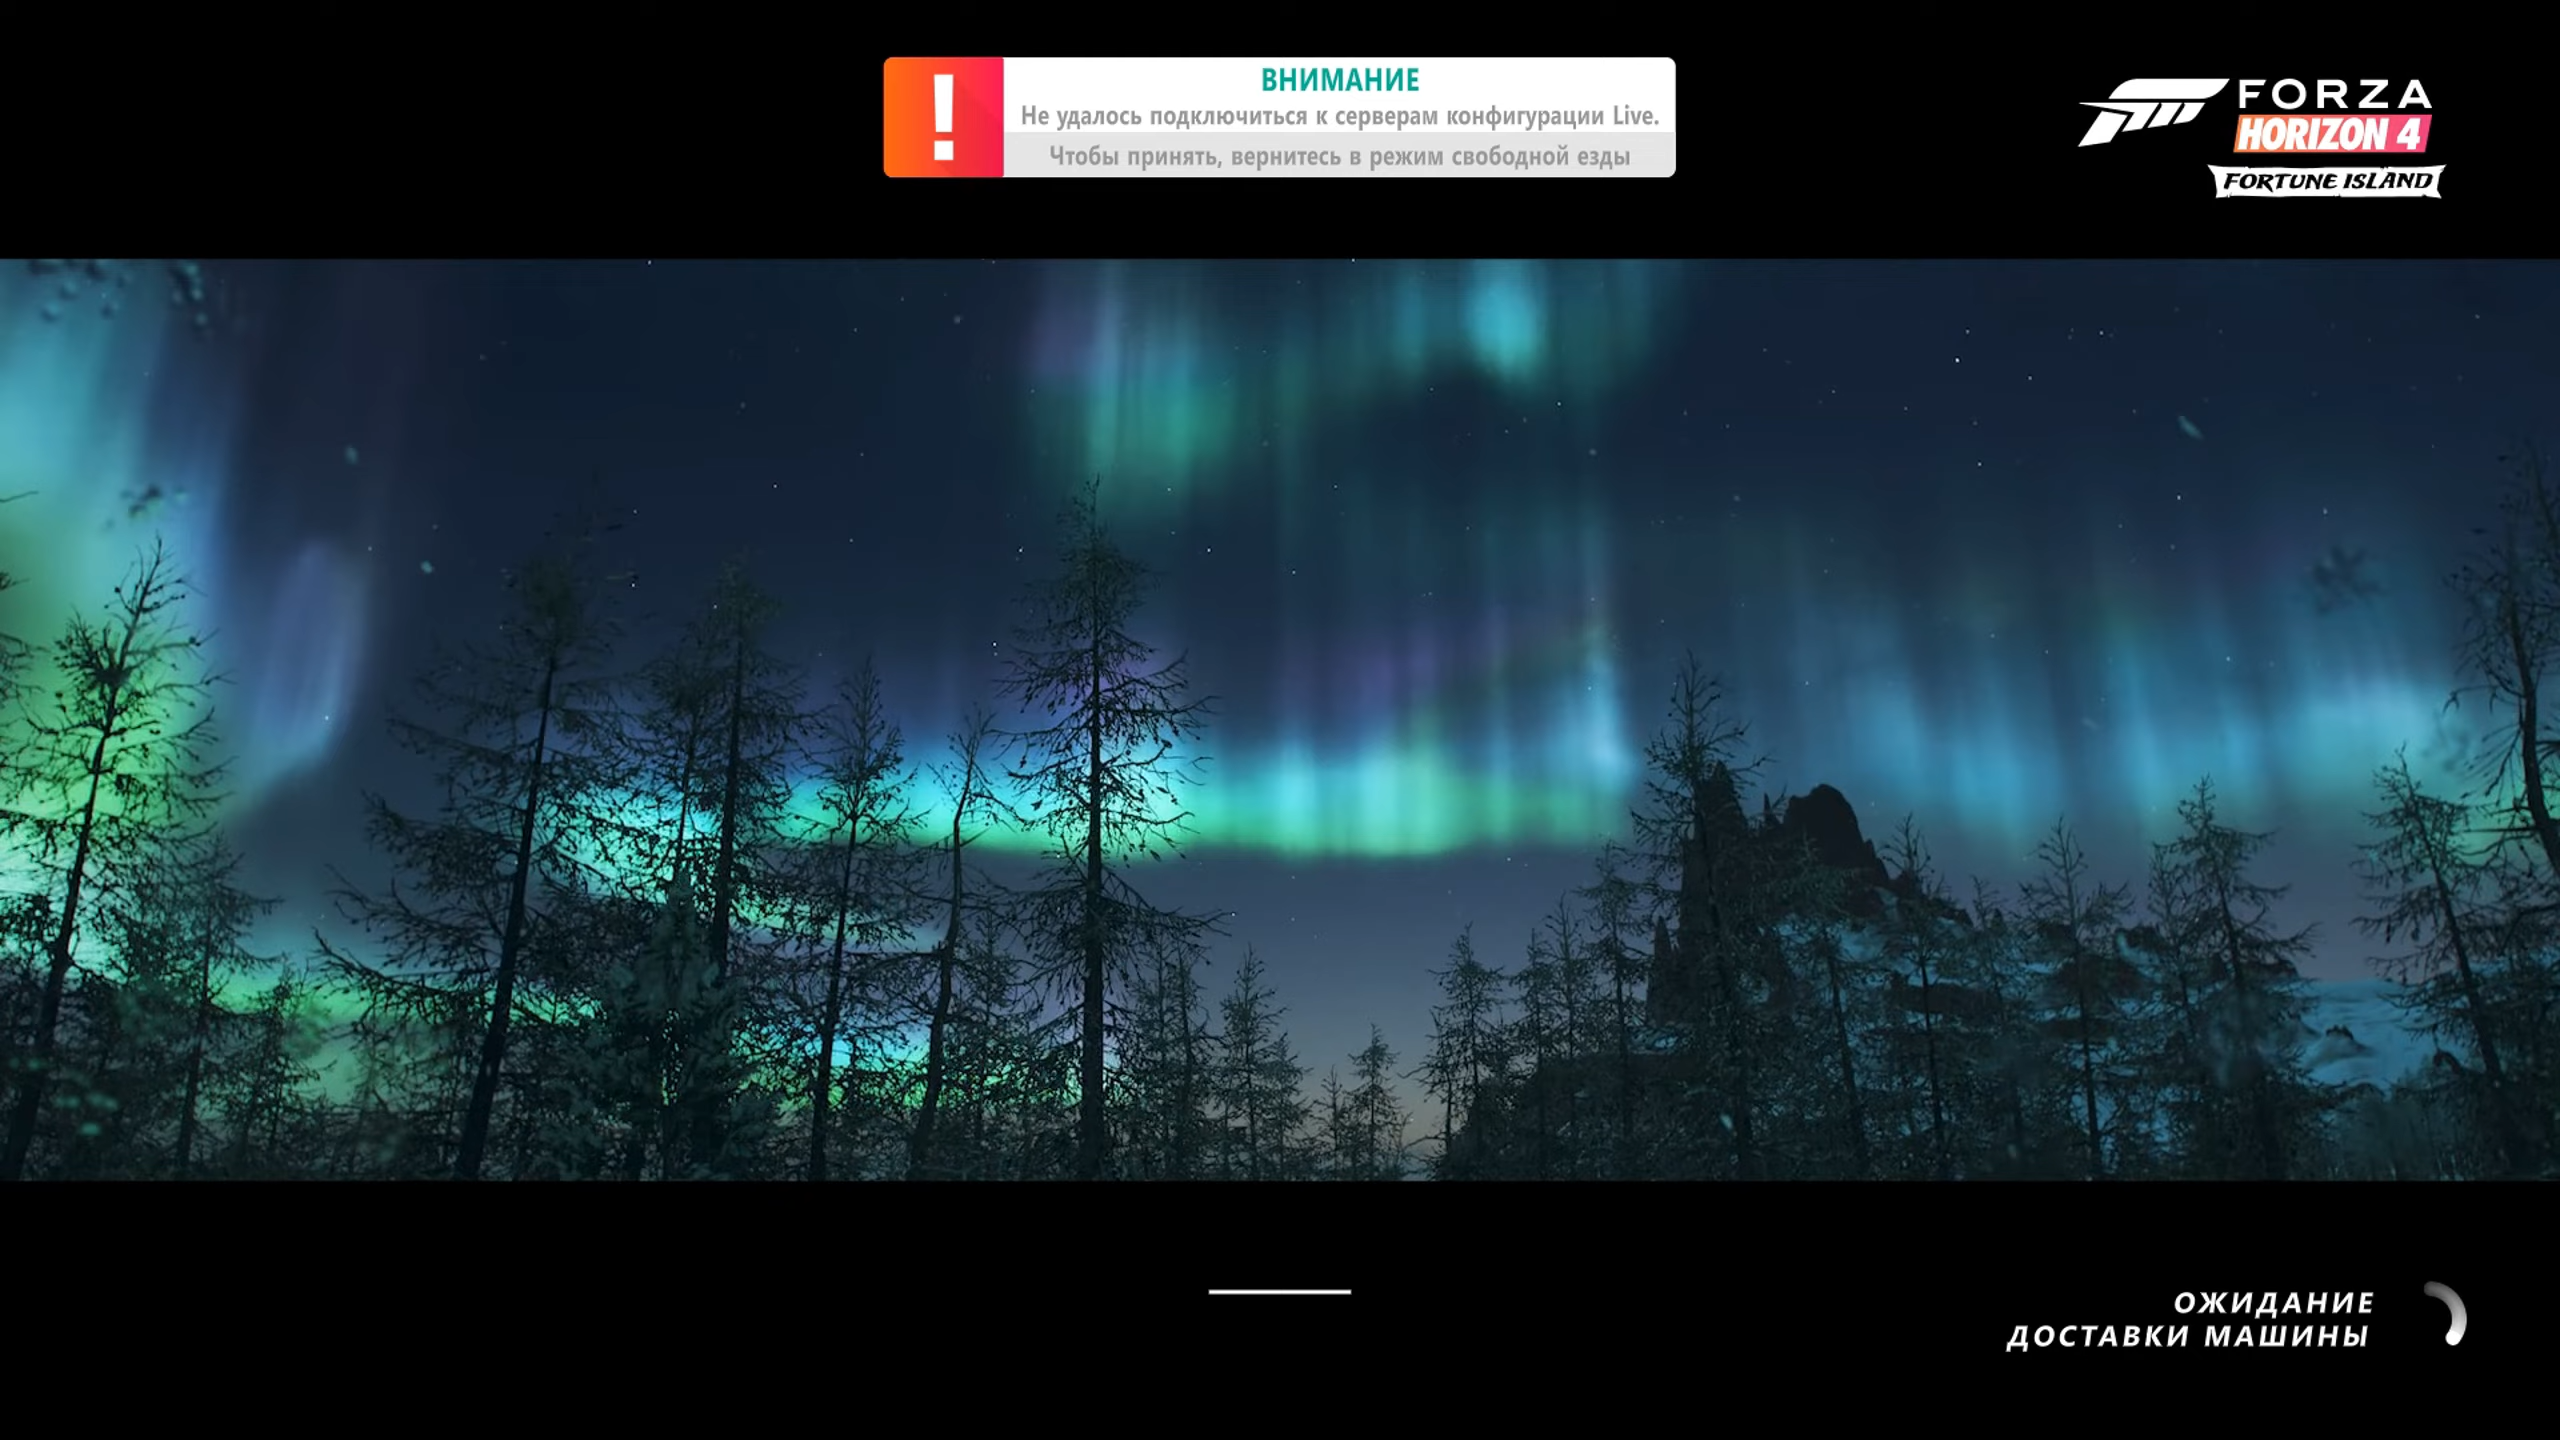 ВНИМАНИЕ
Не удалось подключиться к серверам конфигурации Live.
Чтобы принять, вернитесь в режим свободной езды
FORZA
HORIZON 4
FORTUNE ISLAND
ОЖИДАНИЕ
ДОСТАВКИ МАШИНЫ